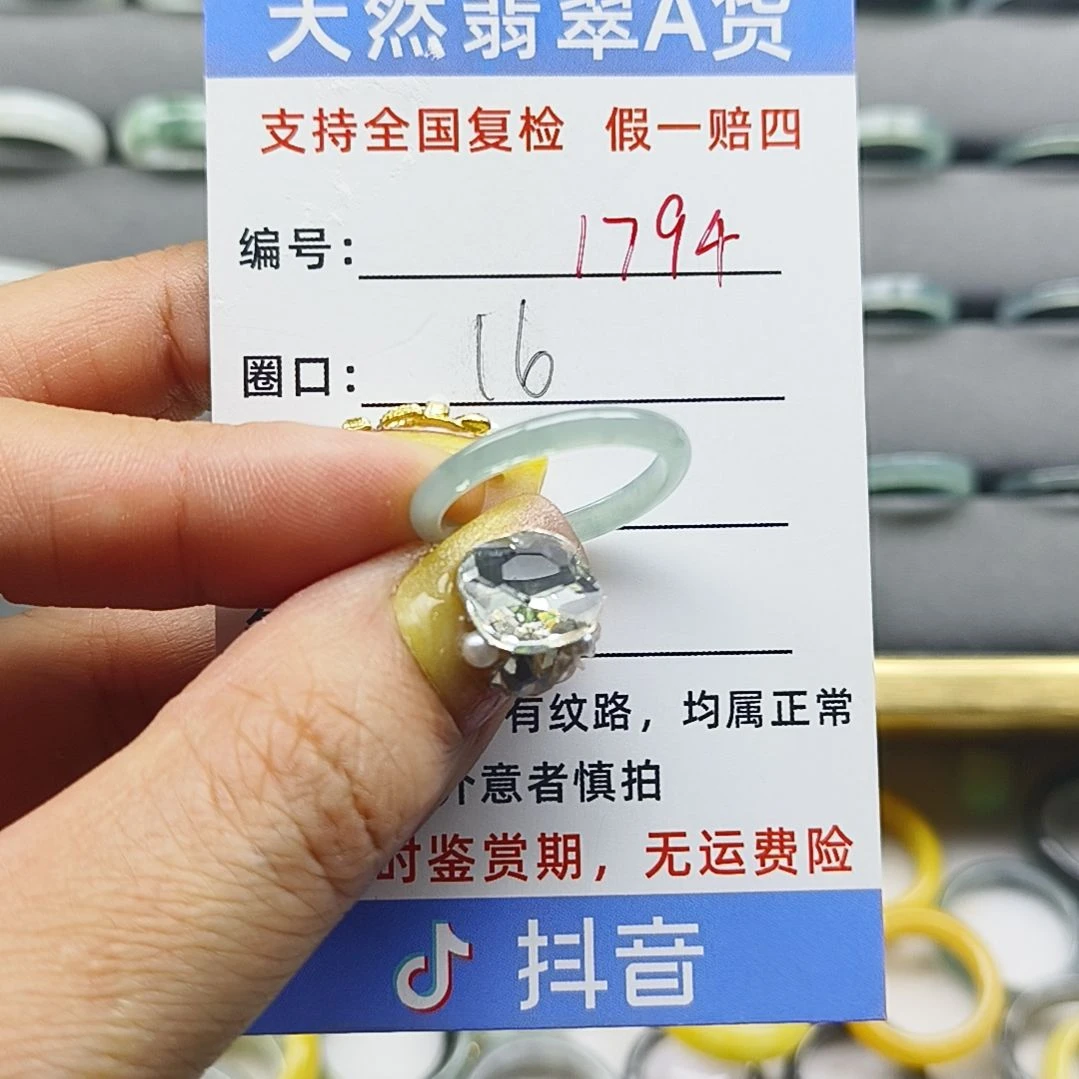 天然翡翠A货
支持全国复检 假一赔四
编号： 1794
圈口： 16
有纹路，均属正常
介意者慎拍
时鉴赏期，无运费险
抖音